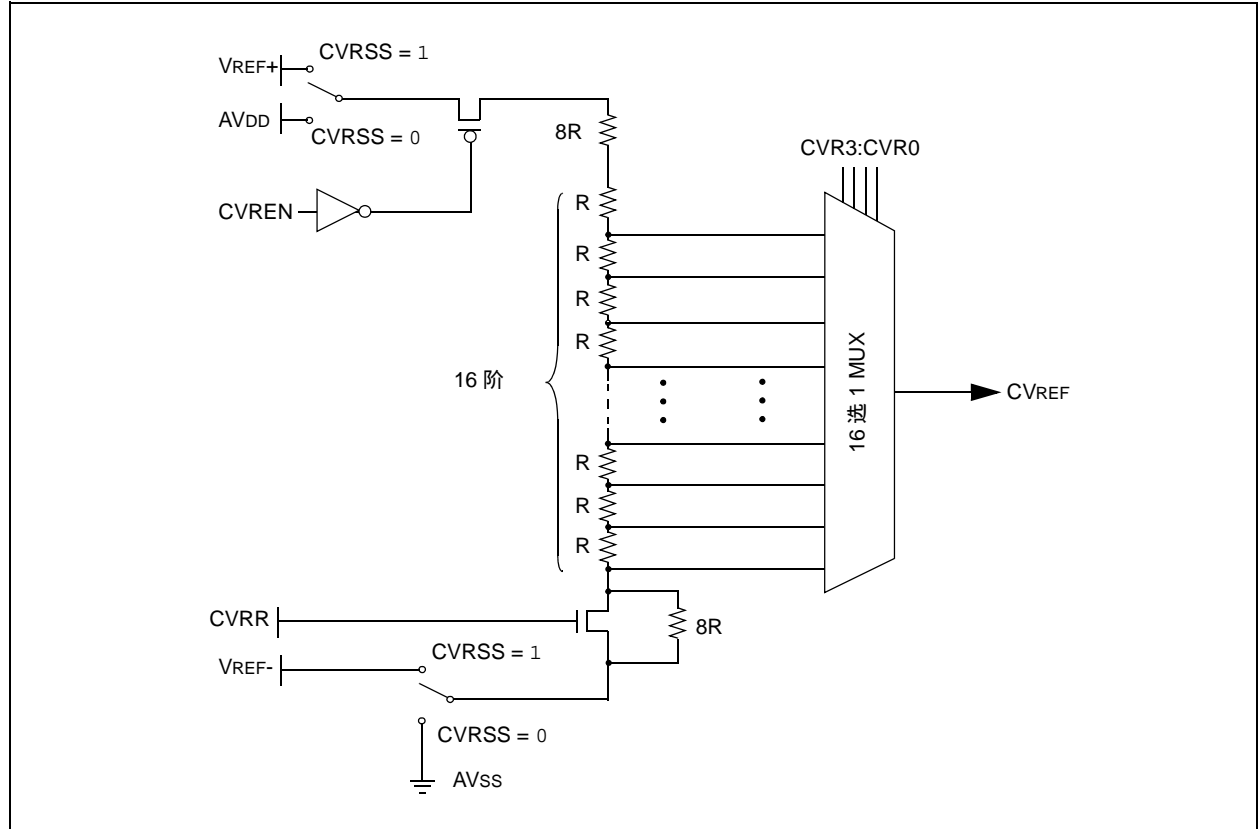 CVRSS = 1
VREF+
AVDD
CVRSS = 0
8R
CVR3:CVR0
CVREN
R
R
R
R
16 阶
16 选 1 MUX
CVREF
R
R
R
CVRR
8R
CVRSS = 1
VREF-
CVRSS = 0
AVSS